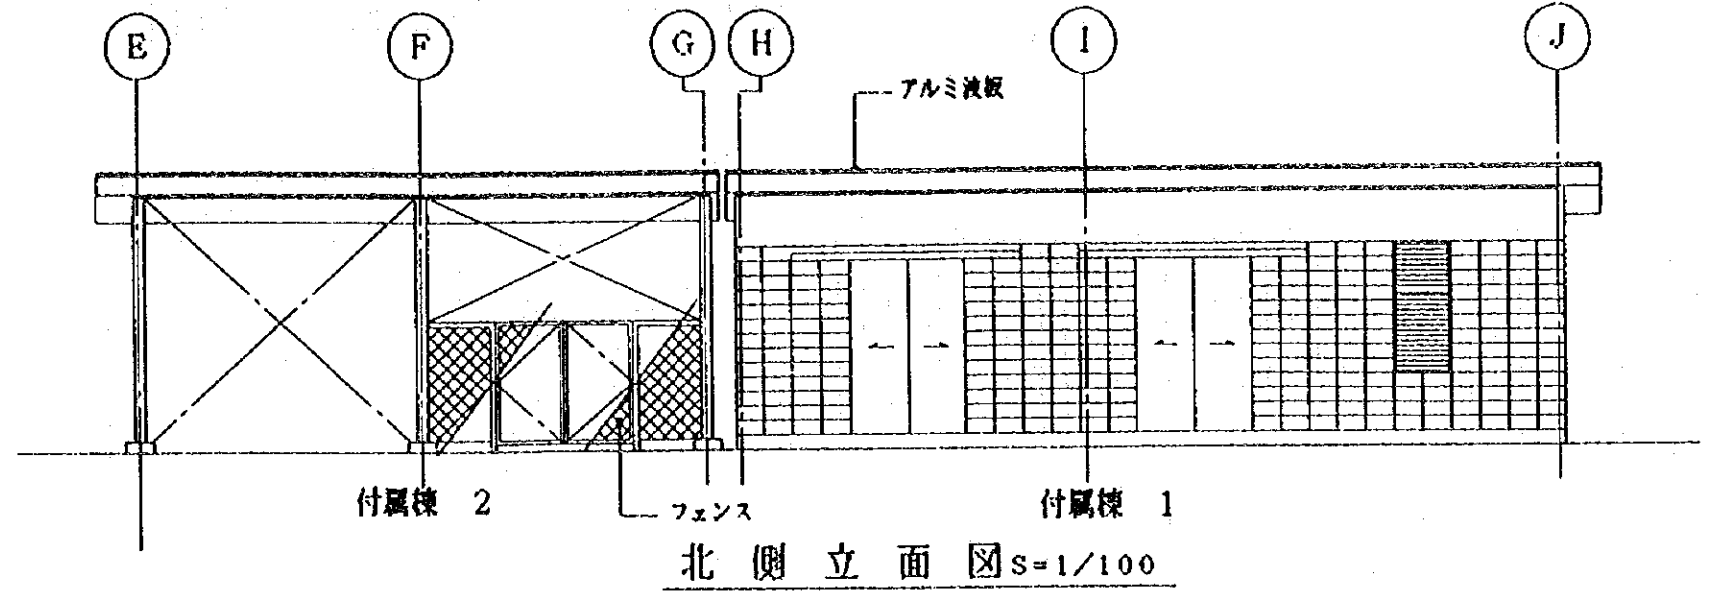 E F G H I J
アルミ波板
付属棟 2
フェンス
付属棟 1
北側立面図 S=1/100